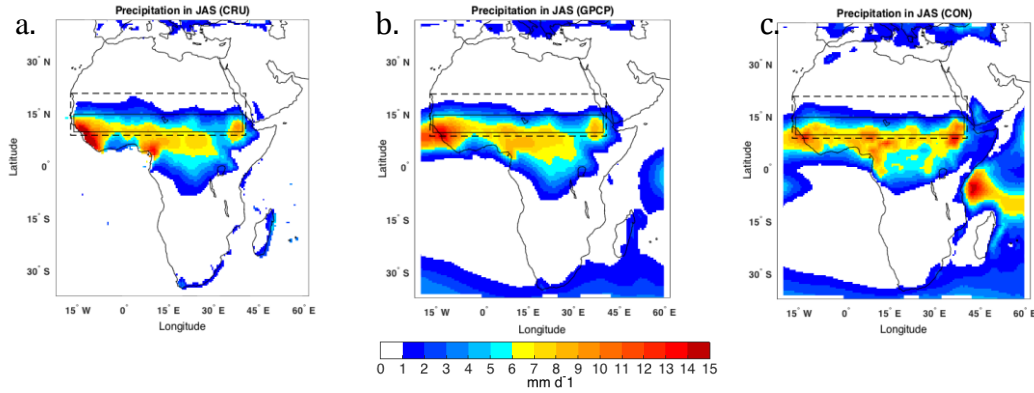 a.
Precipitation in JAS (CRU)
30° N
15° N
0°
15° S
30° S
Latitude
15° W
0°
15° E
30° E
45° E
60° E
Longitude
b.
Precipitation in JAS (GPCP)
30° N
15° N
0°
15° S
30° S
Latitude
15° W
0°
15° E
30° E
45° E
60° E
Longitude
c.
Precipitation in JAS (CON)
30° N
15° N
0°
15° S
30° S
Latitude
15° W
0°
15° E
30° E
45° E
60° E
Longitude
0 1 2 3 4 5 6 7 8 9 10 11 12 13 14 15
mm d-1